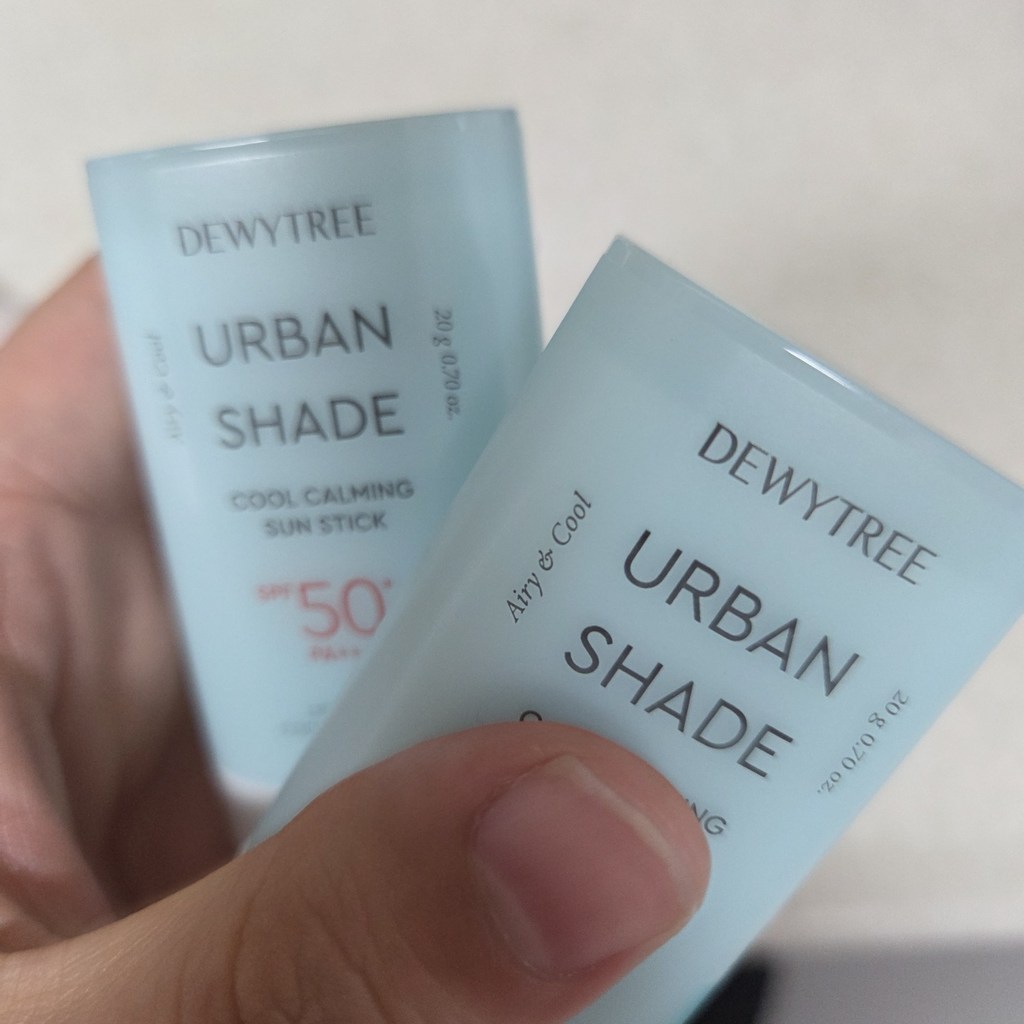 DEWYTREE
URBAN
SHADE
Airy & Cool
20 g 0.70 oz.
COOL CALMING
SUN STICK
SPF 50+
PA++
DEWYTREE
URBAN
SHADE
Airy & Cool
20 g 0.70 oz.